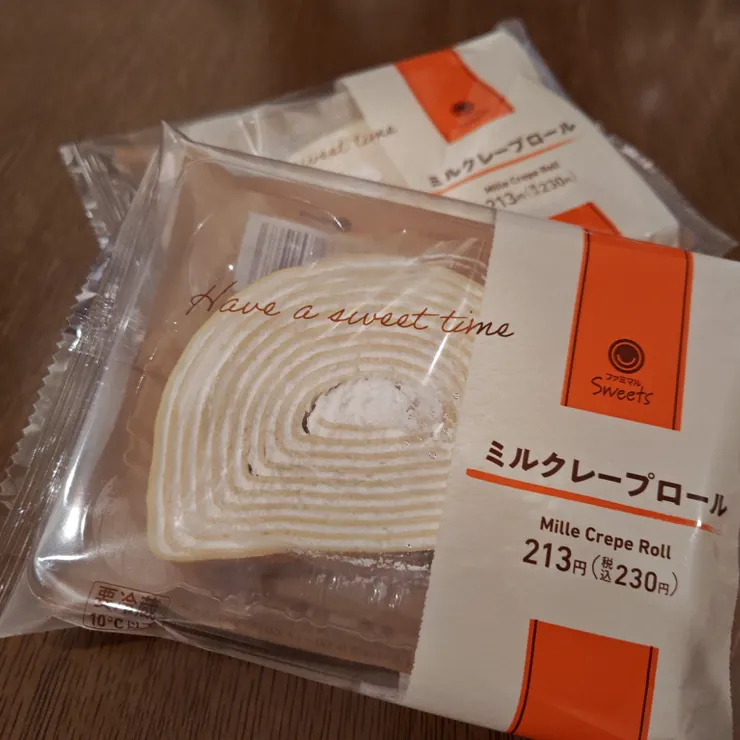 sweet time
ミルクレープロール
Mille Crepe Roll
213円(税込230円)
Have a sweet time
ファミマル
Sweets
ミルクレープロール
Mille Crepe Roll
213円(税込230円)
要冷蔵
10°C以